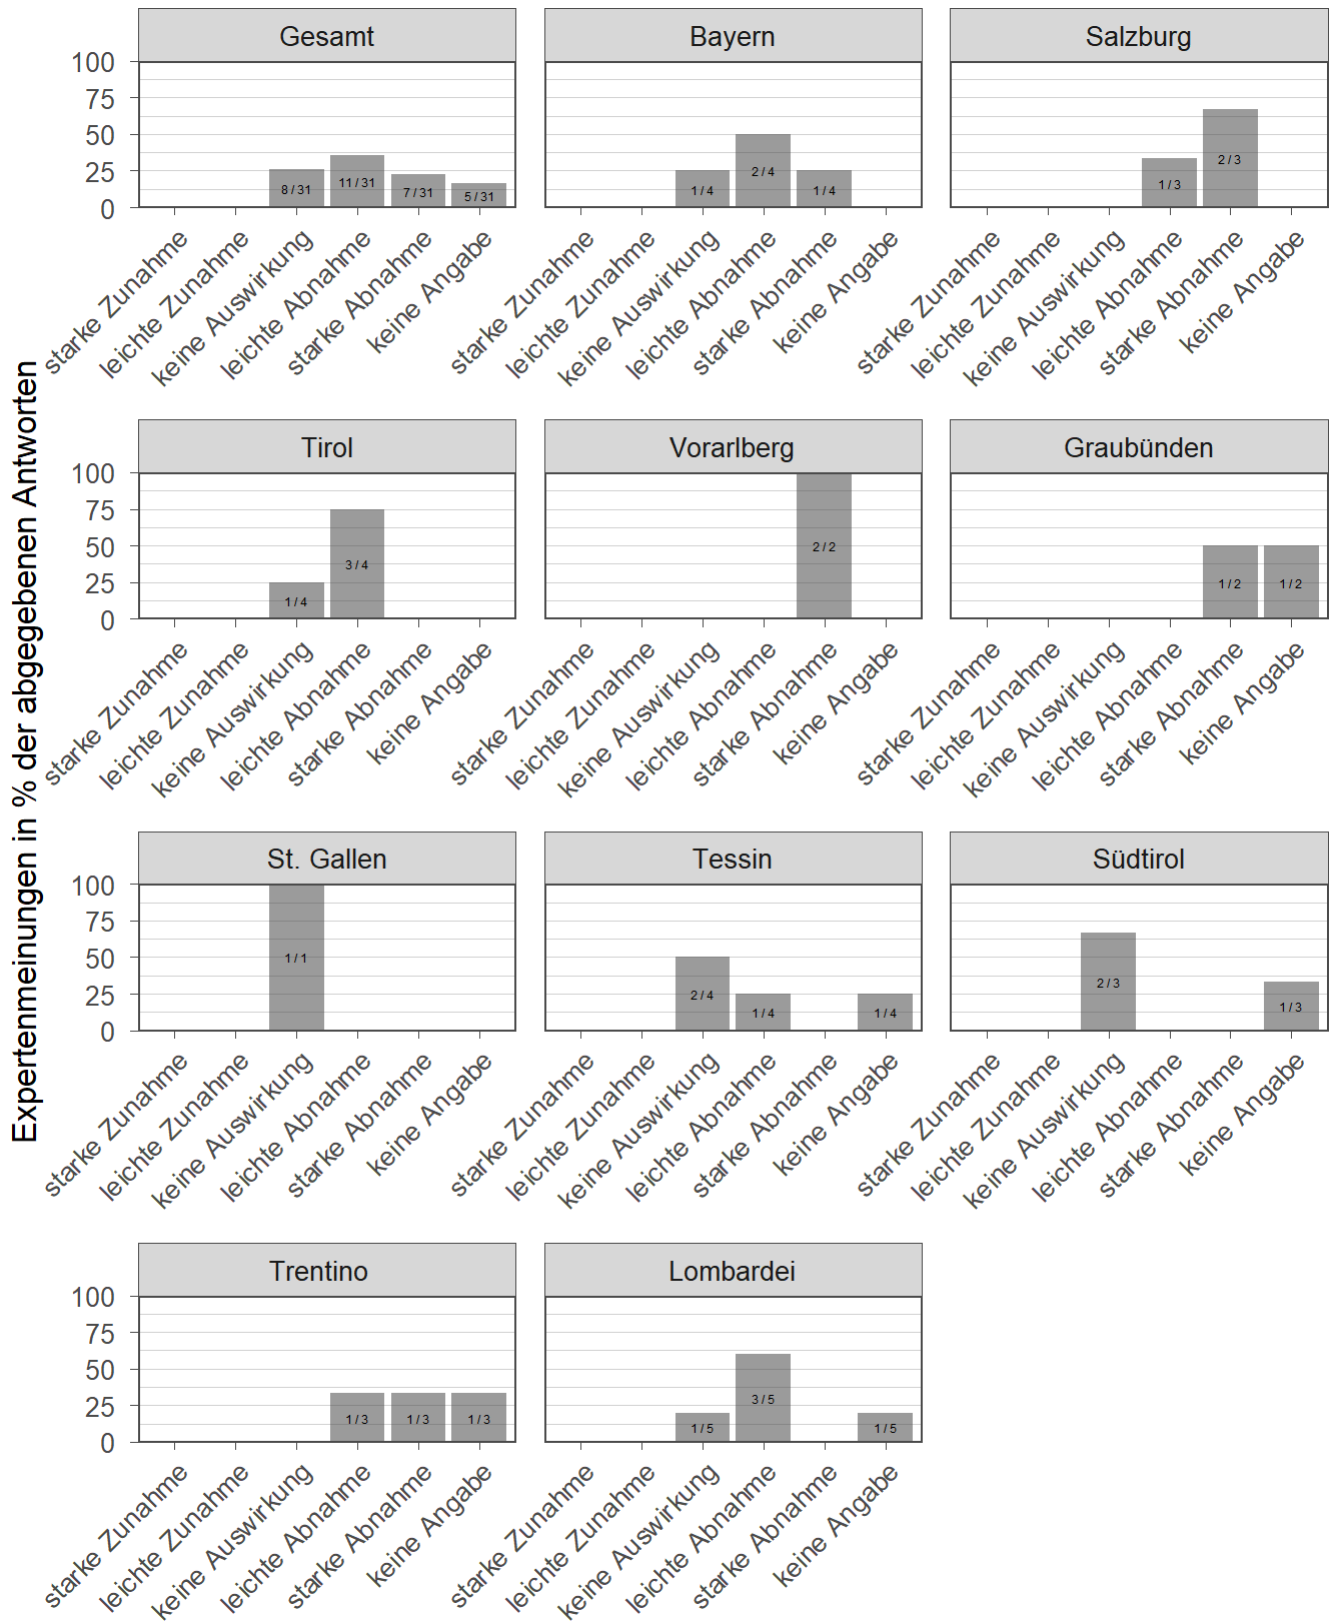 Expertenmeinungen in % der abgegebenen Antworten
Gesamt
100
75
50
25
0
8 / 31
11 / 31
7 / 31
5 / 31
starke Zunahme
leichte Zunahme
keine Auswirkung
leichte Abnahme
starke Abnahme
keine Angabe
Bayern
1 / 4
2 / 4
1 / 4
starke Zunahme
leichte Zunahme
keine Auswirkung
leichte Abnahme
starke Abnahme
keine Angabe
Salzburg
1 / 3
2 / 3
starke Zunahme
leichte Zunahme
keine Auswirkung
leichte Abnahme
starke Abnahme
keine Angabe
Tirol
100
75
50
25
0
1 / 4
3 / 4
starke Zunahme
leichte Zunahme
keine Auswirkung
leichte Abnahme
starke Abnahme
keine Angabe
Vorarlberg
2 / 2
starke Zunahme
leichte Zunahme
keine Auswirkung
leichte Abnahme
starke Abnahme
keine Angabe
Graubünden
1 / 2
1 / 2
starke Zunahme
leichte Zunahme
keine Auswirkung
leichte Abnahme
starke Abnahme
keine Angabe
St. Gallen
100
75
50
25
0
1 / 1
starke Zunahme
leichte Zunahme
keine Auswirkung
leichte Abnahme
starke Abnahme
keine Angabe
Tessin
2 / 4
1 / 4
1 / 4
starke Zunahme
leichte Zunahme
keine Auswirkung
leichte Abnahme
starke Abnahme
keine Angabe
Südtirol
2 / 3
1 / 3
starke Zunahme
leichte Zunahme
keine Auswirkung
leichte Abnahme
starke Abnahme
keine Angabe
Trentino
100
75
50
25
0
1 / 3
1 / 3
1 / 3
starke Zunahme
leichte Zunahme
keine Auswirkung
leichte Abnahme
starke Abnahme
keine Angabe
Lombardei
1 / 5
3 / 5
1 / 5
starke Zunahme
leichte Zunahme
keine Auswirkung
leichte Abnahme
starke Abnahme
keine Angabe